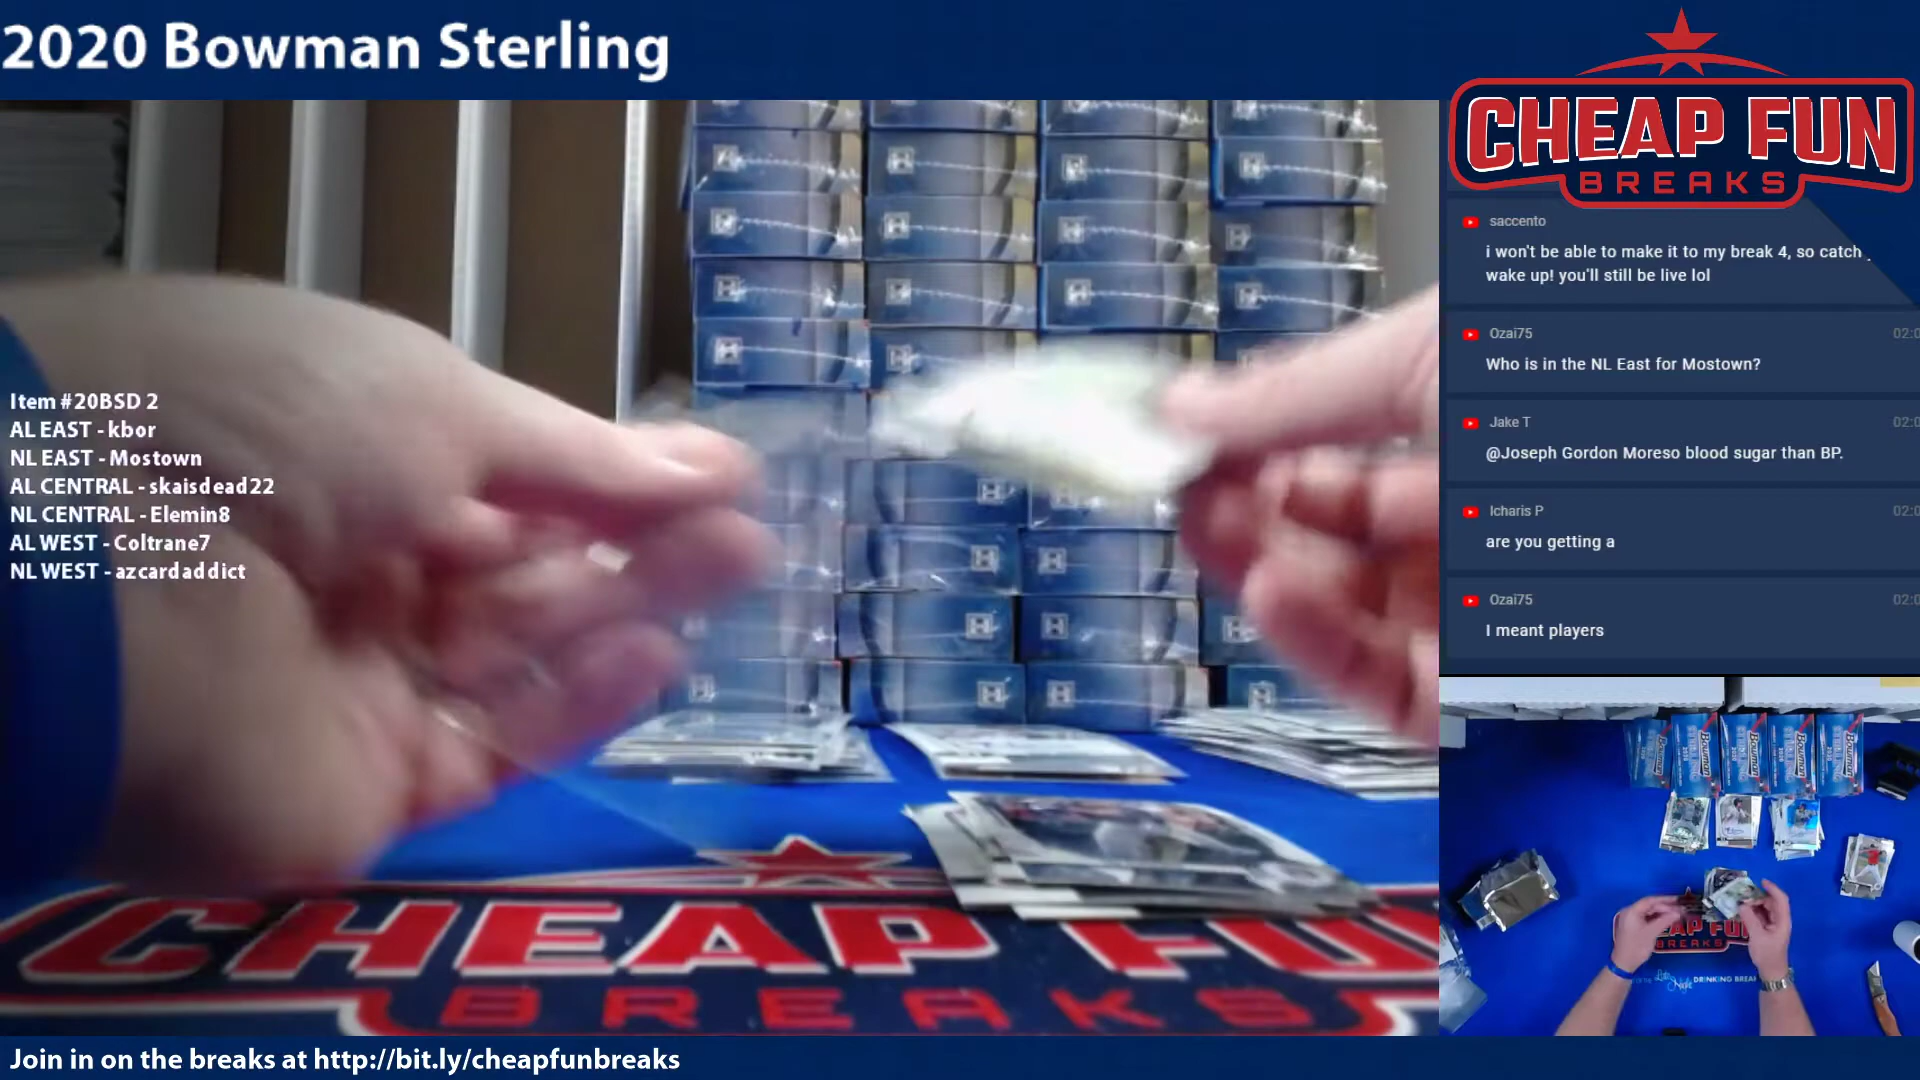 2020 Bowman Sterling
CHEAP FUN
BREAKS
saccento
i won't be able to make it to my break 4, so catch
wake up! you'll still be live lol
Ozai75
Who is in the NL East for Mostown?
Jake T
@Joseph Gordon Moreso blood sugar than BP.
Icharis P
are you getting a
Ozai75
I meant players
Item #20BSD 2
AL EAST - kbor
NL EAST - Mostown
AL CENTRAL - skaisdead22
NL CENTRAL - Elemin8
AL WEST - Coltrane7
NL WEST - azcardaddict
CHEAP FU
BREAKS
BREAKS
DRINKING BREA
Join in on the breaks at http://bit.ly/cheapfunbreaks